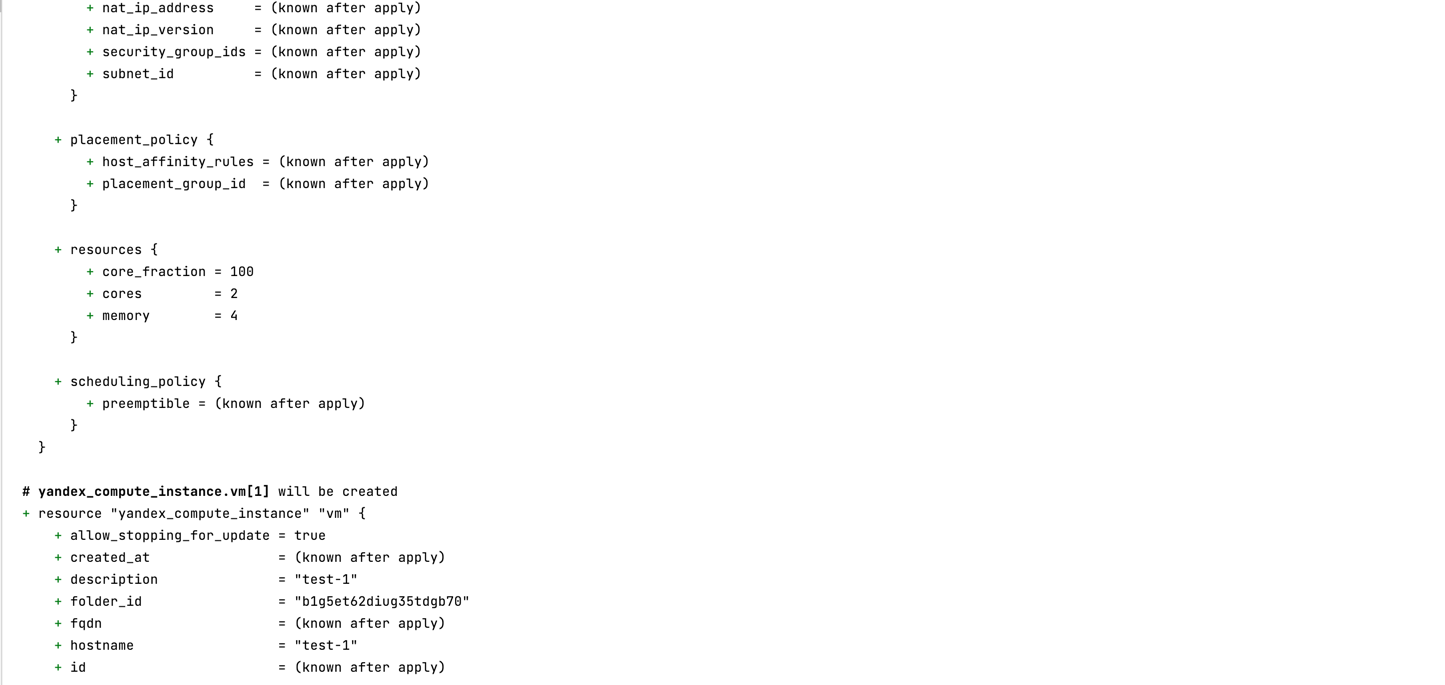 + nat_ip_address     = (known after apply)
+ nat_ip_version     = (known after apply)
+ security_group_ids = (known after apply)
+ subnet_id          = (known after apply)
}
+ placement_policy {
+ host_affinity_rules = (known after apply)
+ placement_group_id  = (known after apply)
}
+ resources {
+ core_fraction = 100
+ cores         = 2
+ memory        = 4
}
+ scheduling_policy {
+ preemptible = (known after apply)
}
}
# yandex_compute_instance.vm[1] will be created
+ resource "yandex_compute_instance" "vm" {
+ allow_stopping_for_update = true
+ created_at                = (known after apply)
+ description               = "test-1"
+ folder_id                 = "b1g5et62diug35tdgb70"
+ fqdn                      = (known after apply)
+ hostname                  = "test-1"
+ id                        = (known after apply)